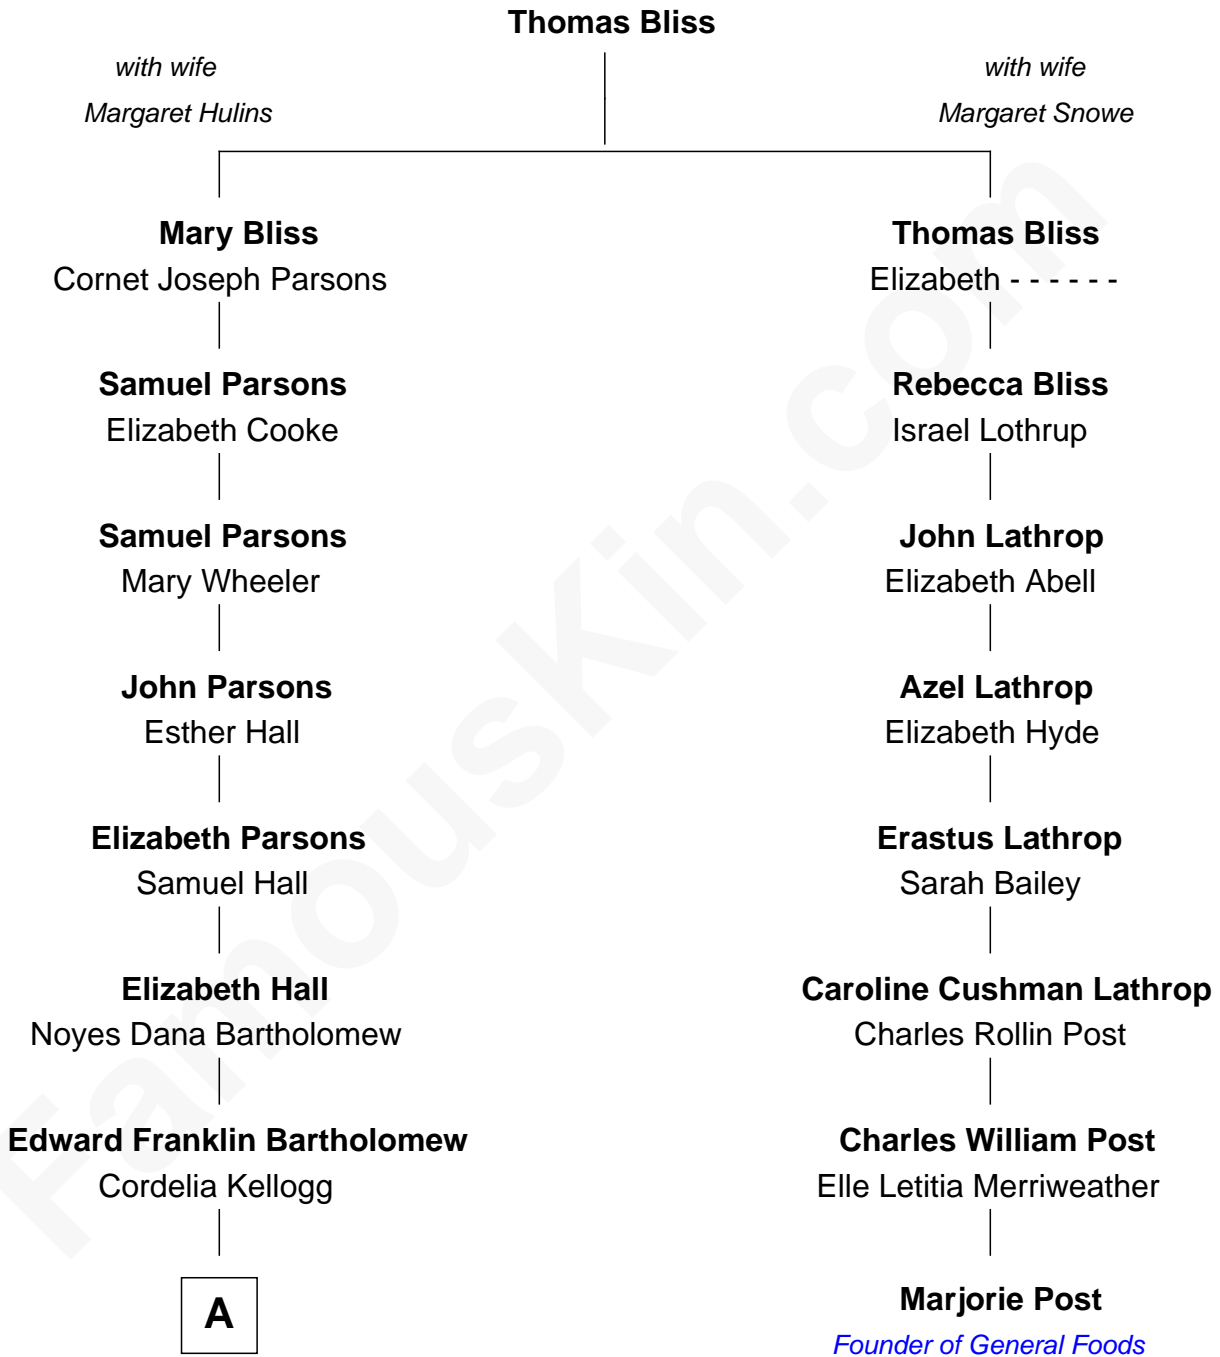 Thomas Bliss
with wife
Margaret Hulins
with wife
Margaret Snowe
Mary Bliss
Cornet Joseph Parsons
Thomas Bliss
Elizabeth - - - - - -
Samuel Parsons
Elizabeth Cooke
Rebecca Bliss
Israel Lothrup
Samuel Parsons
Mary Wheeler
John Lathrop
Elizabeth Abell
John Parsons
Esther Hall
Azel Lathrop
Elizabeth Hyde
Elizabeth Parsons
Samuel Hall
Erastus Lathrop
Sarah Bailey
Elizabeth Hall
Noyes Dana Bartholomew
Caroline Cushman Lathrop
Charles Rollin Post
Edward Franklin Bartholomew
Cordelia Kellogg
Charles William Post
Elle Letitia Merriweather
A
Marjorie Post
Founder of General Foods
FamousKin.com